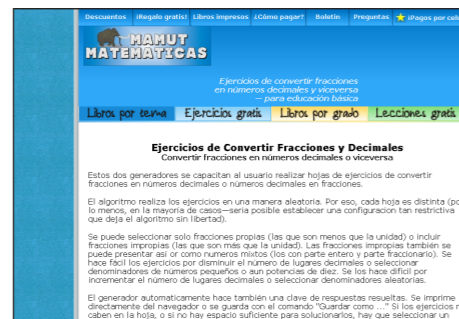 Descuentos ¡Regalo gratis! Libros impresos ¿Cómo pagar? Boletin Preguntas ¡Pagos por celu
MAMUT
MATEMÁTICAS
Ejercicios de convertir fracciones
en números decimales y viceversa
— para educación básica
Libros por tema Ejercicios gratis Libros por grado Lecciones gratis
Ejercicios de Convertir Fracciones y Decimales
Convertir fracciones en números decimales o viceversa
Estos dos generadores se capacitan al usuario realizar hojas de ejercicios de convertir
fracciones en números decimales o números decimales en fracciones.
El algoritmo realiza los ejercicios en una manera aleatoria. Por eso, cada hoja es distinta (po
lo menos, en la mayoría de casos—seria posible establecer una configuracion tan restrictiva
que deja el algoritmo sin libertad).
Se puede seleccionar solo fracciones propias (las que son menos que la unidad) o incluir
fracciones impropias (las que son más que la unidad). Las fracciones impropias también se
puede presentar asi or como numeros mixtos (los con parte entero y parte fraccionario). Se
hace fácil los ejercicios por disminuir el número de lugares decimales o seleccionar
denominadores de números pequeños o aun potencias de diez. Se los hace dificil por
incrementar el número de lugares decimales o seleccionar denominadores aleatorias.
El generador automaticamente hace también una clave de respuestas resueltas. Se imprime
directamente del navegador o se guarda con el comando "Guardar como ..." Si los ejercicios n
caben en la hoja, o si no hay espacio suficiente para solucionarlos, hay que seleccionar un